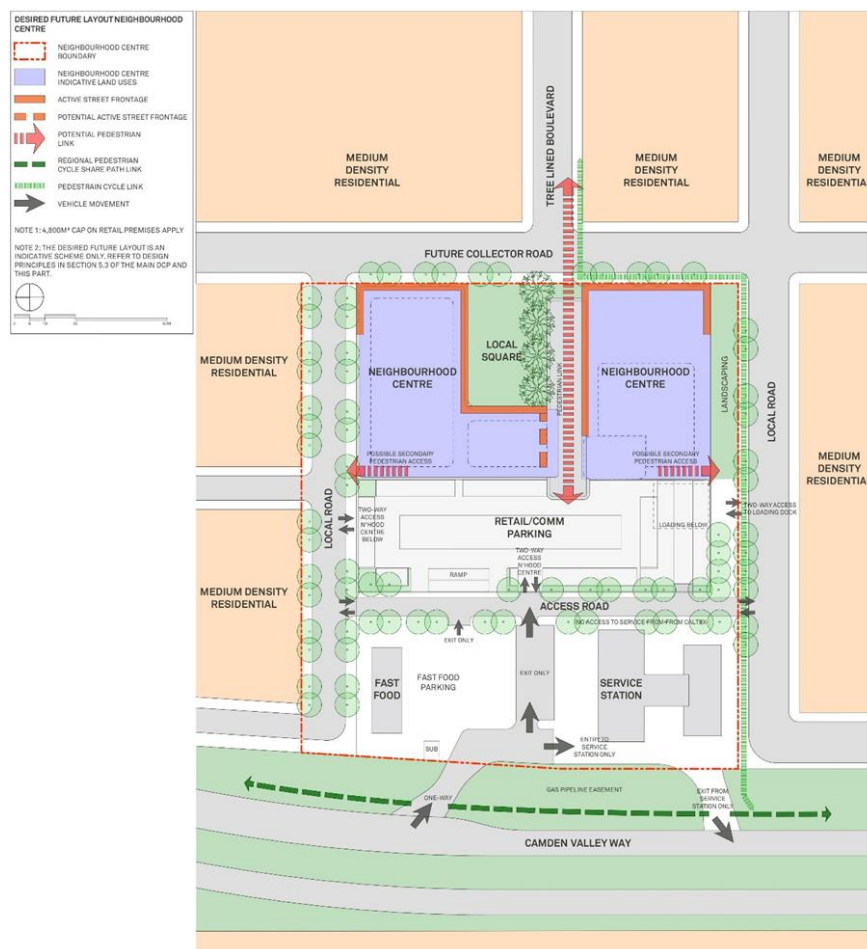 DESIRED FUTURE LAYOUT NEIGHBOURHOOD
CENTRE
NEIGHBOURHOOD CENTRE
BOUNDARY
NEIGHBOURHOOD CENTRE
INDICATIVE LAND USES
ACTIVE STREET FRONTAGE
POTENTIAL ACTIVE STREET FRONTAGE
POTENTIAL PEDESTRIAN
LINK
REGIONAL PEDESTRIAN
CYCLE SHARE PATH LINK
PEDESTRAIN CYCLE LINK
VEHICLE MOVEMENT
NOTE 1: 4,800M² CAP ON RETAIL PREMISES APPLY
NOTE 2: THE DESIRED FUTURE LAYOUT IS AN
INDICATIVE SCHEME ONLY. REFER TO DESIGN
PRINCIPLES IN SECTION 5.3 OF THE MAIN DCP AND
THIS PART.
MEDIUM
DENSITY
RESIDENTIAL
TREE LINED BOULEVARD
MEDIUM
DENSITY
RESIDENTIAL
MEDIUM
DENSITY
RESIDENTIAL
FUTURE COLLECTOR ROAD
MEDIUM DENSITY
RESIDENTIAL
NEIGHBOURHOOD
CENTRE
LOCAL
SQUARE
PEDESTRIAN LINK
NEIGHBOURHOOD
CENTRE
LANDSCAPING
LOCAL ROAD
MEDIUM
DENSITY
RESIDENTIAL
POSSIBLE SECONDARY
PEDESTRIAN ACCESS
POSSIBLE SECONDARY
PEDESTRIAN ACCESS
LOCAL ROAD
TWO-WAY
ACCESS
N'HOOD
CENTRE
BELOW
RETAIL/COMM
PARKING
LOADING BELOW
TWO-WAY ACCESS
TO LOADING DOCK
TWO-WAY
ACCESS
N'HOOD
CENTRE
RAMP
MEDIUM DENSITY
RESIDENTIAL
ACCESS ROAD
NO ACCESS TO SERVICE FROM FROM CALTEX
EXIT ONLY
FAST
FOOD
FAST FOOD
PARKING
EXIT ONLY
SERVICE
STATION
SUB
ENTRY TO
SERVICE
STATION ONLY
ONE-WAY
GAS PIPELINE EASEMENT
EXIT FROM
SERVICE
STATION ONLY
CAMDEN VALLEY WAY